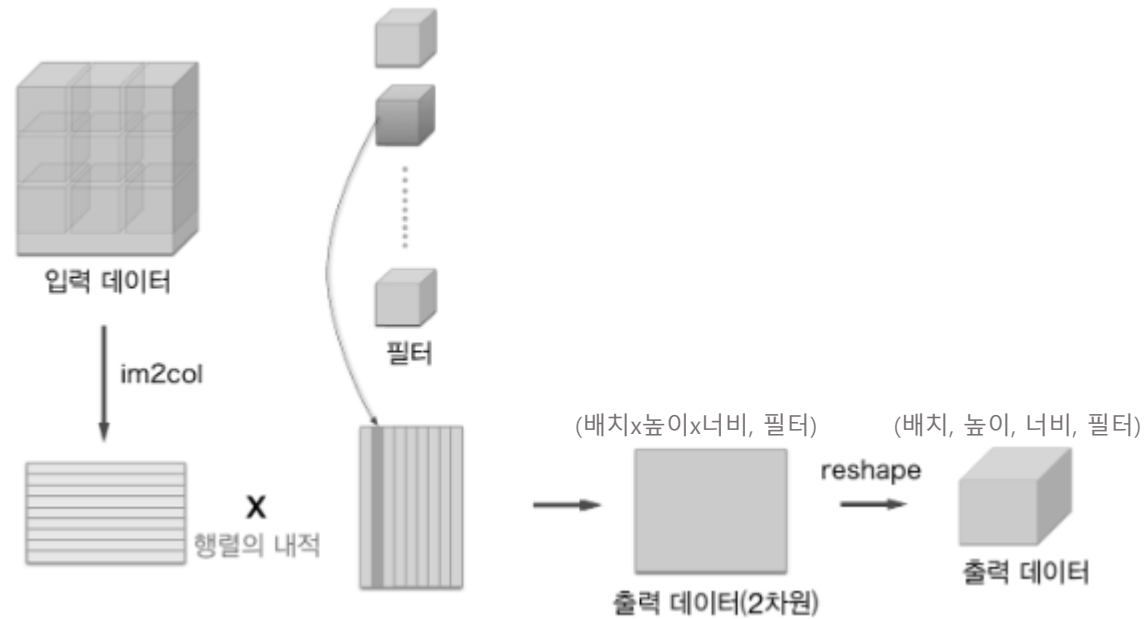 입력 데이터
im2col
필터
X
행렬의 내적
(배치x높이x너비, 필터)
출력 데이터(2차원)
reshape
(배치, 높이, 너비, 필터)
출력 데이터